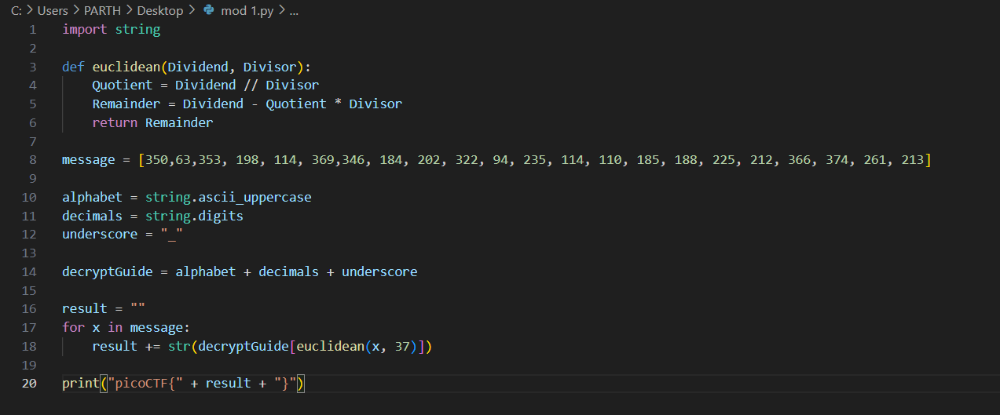 C: > Users > PARTH > Desktop > mod 1.py > ...
1 import string
2
3 def euclidean(Dividend, Divisor):
4     Quotient = Dividend // Divisor
5     Remainder = Dividend - Quotient * Divisor
6     return Remainder
7
8 message = [350,63,353, 198, 114, 369,346, 184, 202, 322, 94, 235, 114, 110, 185, 188, 225, 212, 366, 374, 261, 213]
9
10 alphabet = string.ascii_uppercase
11 decimals = string.digits
12 underscore = "_"
13
14 decryptGuide = alphabet + decimals + underscore
15
16 result = ""
17 for x in message:
18     result += str(decryptGuide[euclidean(x, 37)])
19
20 print("picoCTF{" + result + "}")